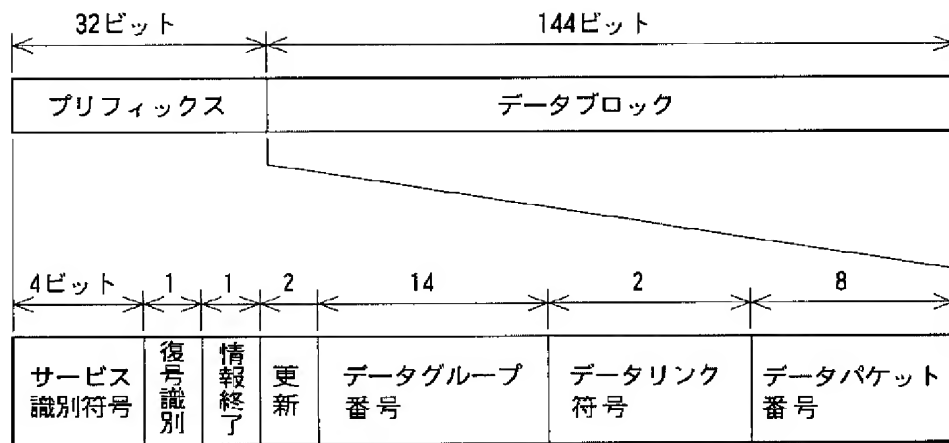 32ビット 144ビット
プリフィックス データブロック
4ビット 1 1 2 14 2 8
サービス識別符号 復号識別 情報終了 更新 データグループ番号 データリンク符号 データパケット番号